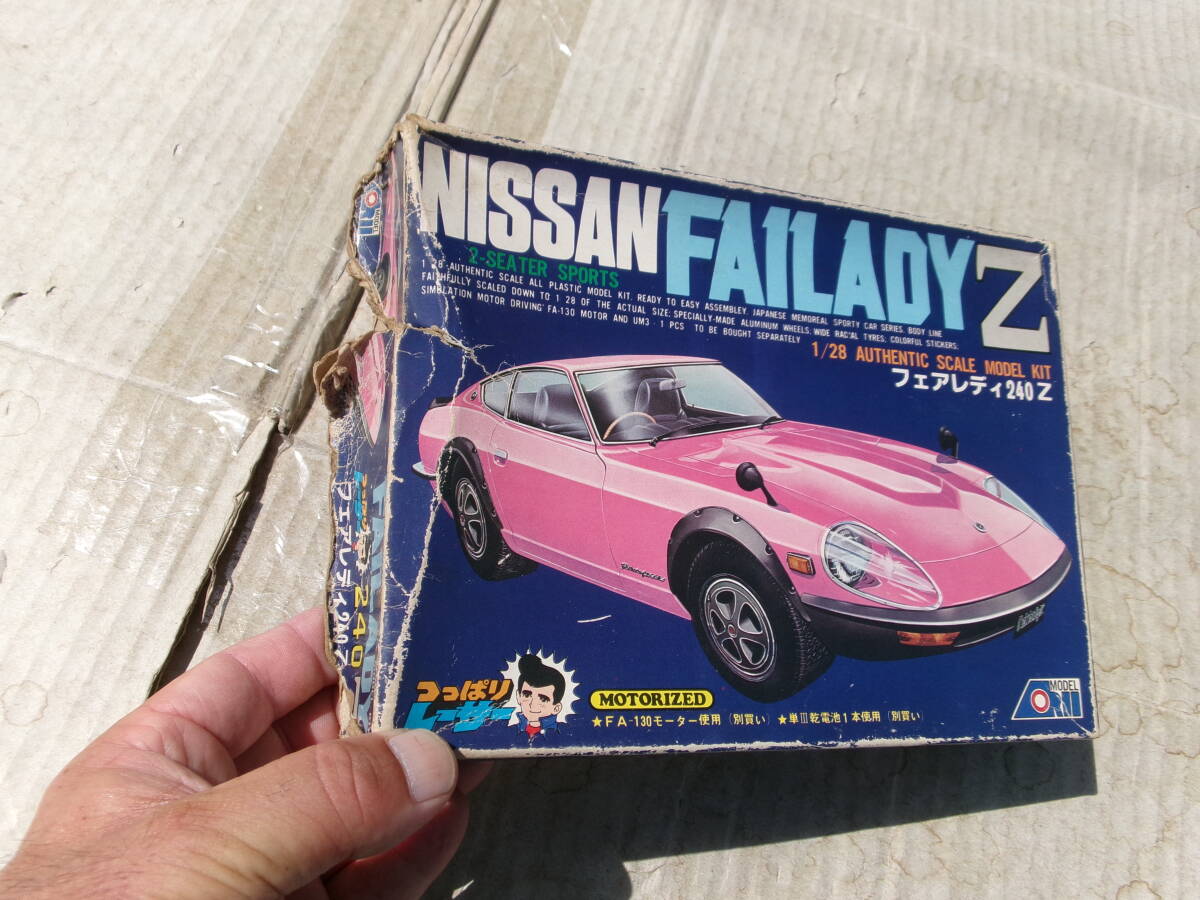 NISSAN FAILADY Z
2-SEATER SPORTS
1 28-AUTHENTIC SCALE ALL PLASTIC MODEL KIT. READY TO EASY ASSEMBLEY. JAPANESE MEMOREAL SPORTY CAR SERIES. BODY LINE
FAITHFULLY SCALED DOWN TO 1 28 OF THE ACTUAL SIZE: SPECIALLY-MADE ALUMINUM WHEELS. WIDE RACIAL TYRES. COLORFUL STICKERS.
SIMBLATION MOTOR DRIVING FA-130 MOTOR AND UM3 · 1 PCS TO BE BOUGHT SEPARATELY
1/28 AUTHENTIC SCALE MODEL KIT
フェアレディ240Z
つっぱり
レーサー
MOTORIZED
★FA-130モーター使用（別買い）★単III乾電池1本使用（別買い）
MODEL
ARII
MODEL
ARII
240
フェアレディ240Z